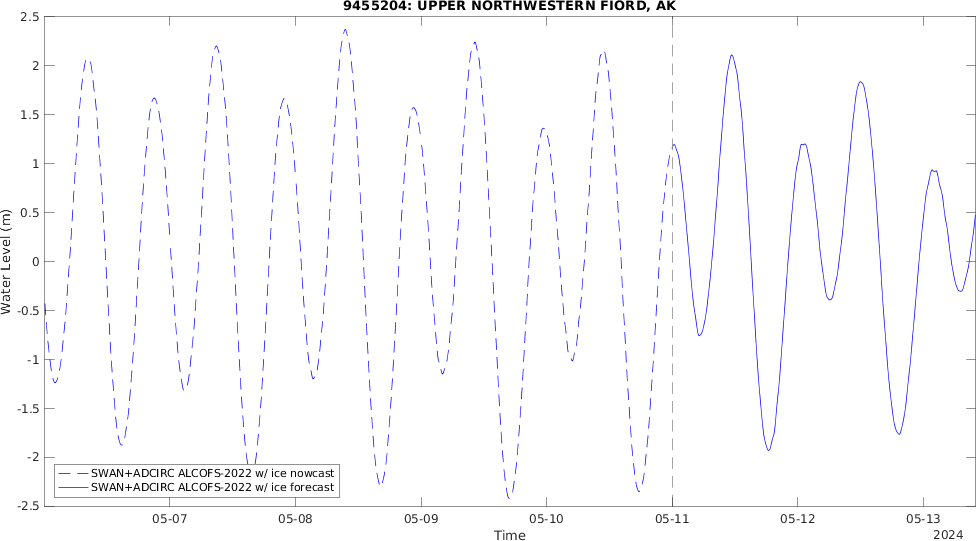 9455204: UPPER NORTHWESTERN FIORD, AK
2.5
2
1.5
1
0.5
0
-0.5
-1
-1.5
-2
-2.5
Water Level (m)
SWAN+ADCIRC ALCOFS-2022 w/ ice nowcast
SWAN+ADCIRC ALCOFS-2022 w/ ice forecast
05-07 05-08 05-09 05-10 05-11 05-12 05-13
Time
2024